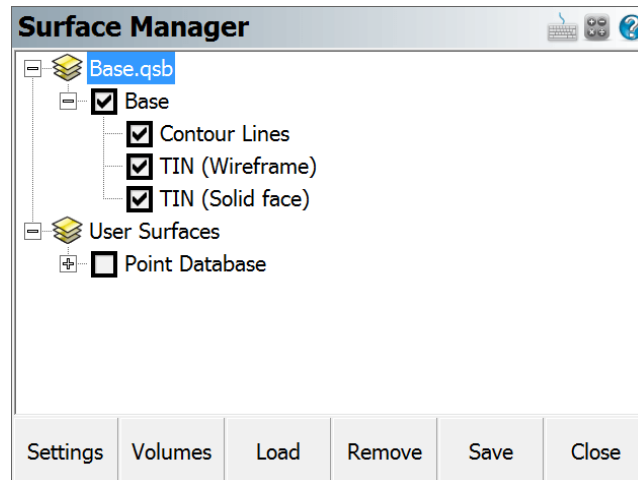 Surface Manager
Base.qsb
Base
Contour Lines
TIN (Wireframe)
TIN (Solid face)
User Surfaces
Point Database
Settings Volumes Load Remove Save Close